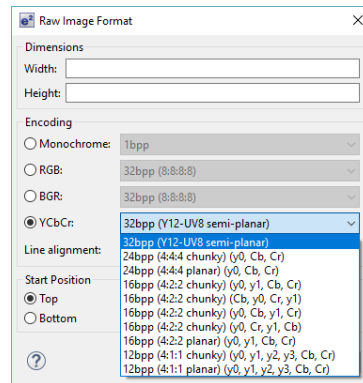 e² Raw Image Format
Dimensions
Width:
Height:
Encoding
Monochrome: 1bpp
RGB: 32bpp (8:8:8:8)
BGR: 32bpp (8:8:8:8)
YCbCr: 32bpp (Y12-UV8 semi-planar)
Line alignment:
32bpp (Y12-UV8 semi-planar)
24bpp (4:4:4 chunky) (y0, Cb, Cr)
24bpp (4:4:4 planar) (y0, Cb, Cr)
16bpp (4:2:2 chunky) (y0, y1, Cb, Cr)
16bpp (4:2:2 chunky) (Cb, y0, Cr, y1)
16bpp (4:2:2 chunky) (y0, Cb, y1, Cr)
16bpp (4:2:2 chunky) (y0, Cr, y1, Cb)
16bpp (4:2:2 planar) (y0, y1, Cb, Cr)
12bpp (4:1:1 chunky) (y0, y1, y2, y3, Cb, Cr)
12bpp (4:1:1 planar) (y0, y1, y2, y3, Cb, Cr)
Start Position
Top
Bottom
?